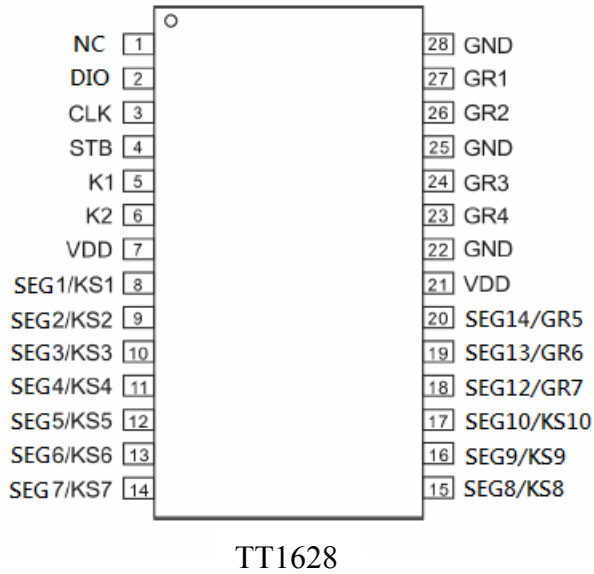 NC 1 28 GND
DIO 2 27 GR1
CLK 3 26 GR2
STB 4 25 GND
K1 5 24 GR3
K2 6 23 GR4
VDD 7 22 GND
SEG1/KS1 8 21 VDD
SEG2/KS2 9 20 SEG14/GR5
SEG3/KS3 10 19 SEG13/GR6
SEG4/KS4 11 18 SEG12/GR7
SEG5/KS5 12 17 SEG10/KS10
SEG6/KS6 13 16 SEG9/KS9
SEG7/KS7 14 15 SEG8/KS8
TT1628